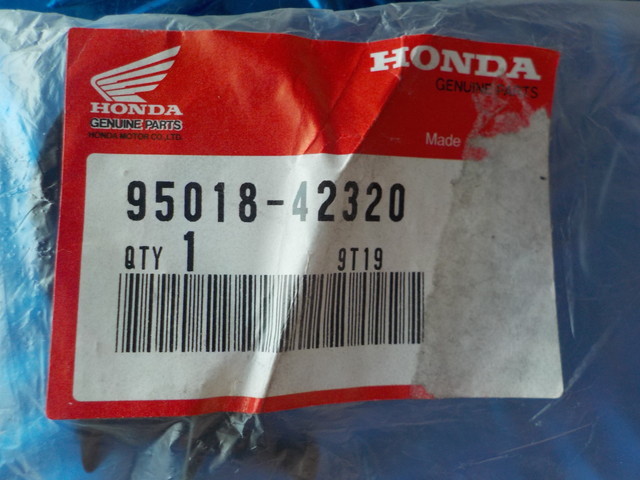 HONDA
GENUINE PARTS
HONDA MOTOR CO., LTD.
HONDA
GENUINE PARTS
Made
95018-42320
QTY 1
9T19